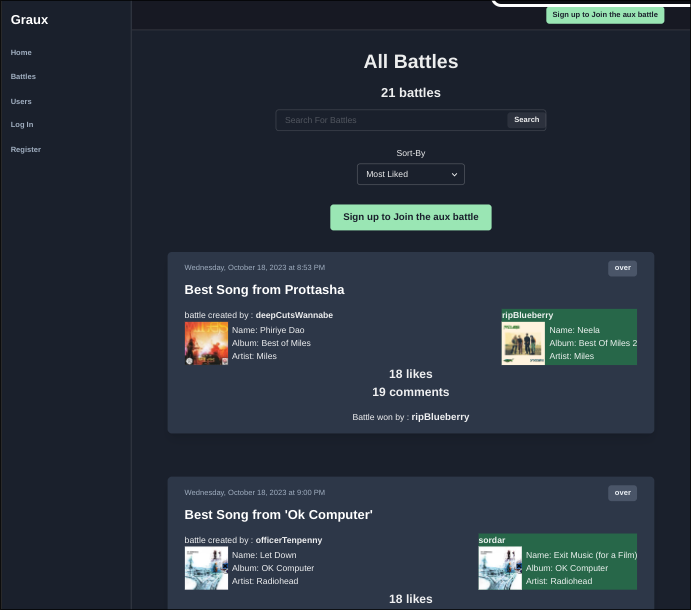 Graux
Sign up to Join the aux battle
Home
Battles
Users
Log In
Register
All Battles
21 battles
Search For Battles
Search
Sort-By
Most Liked
Sign up to Join the aux battle
Wednesday, October 18, 2023 at 8:53 PM
over
Best Song from Prottasha
battle created by : deepCutsWannabe
Name: Phiriye Dao
Album: Best of Miles
Artist: Miles
ripBlueberry
Name: Neela
Album: Best Of Miles 2
Artist: Miles
18 likes
19 comments
Battle won by : ripBlueberry
Wednesday, October 18, 2023 at 9:00 PM
over
Best Song from 'Ok Computer'
battle created by : officerTenpenny
Name: Let Down
Album: OK Computer
Artist: Radiohead
sordar
Name: Exit Music (for a Film)
Album: OK Computer
Artist: Radiohead
18 likes